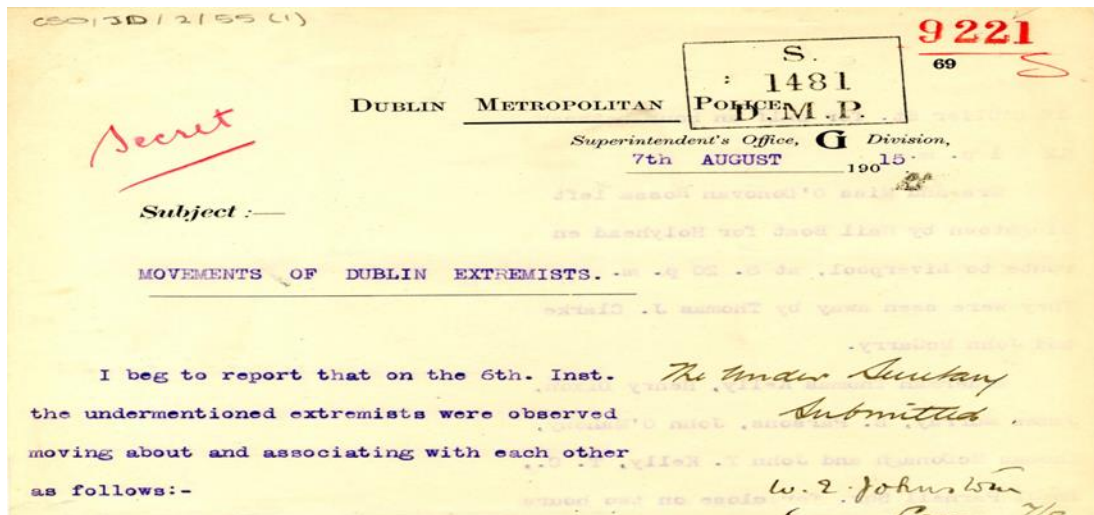 CSO/JD/2/55 (1)
9221
69 S
S.
: 1481
D.M.P.
Secret
DUBLIN METROPOLITAN POLICE
Superintendent's Office, G Division,
7th AUGUST 190 15.
Subject :—
MOVEMENTS OF DUBLIN EXTREMISTS.
I beg to report that on the 6th. Inst.
the undermentioned extremists were observed
moving about and associating with each other
as follows:-
The Under Secretary
Submitted.